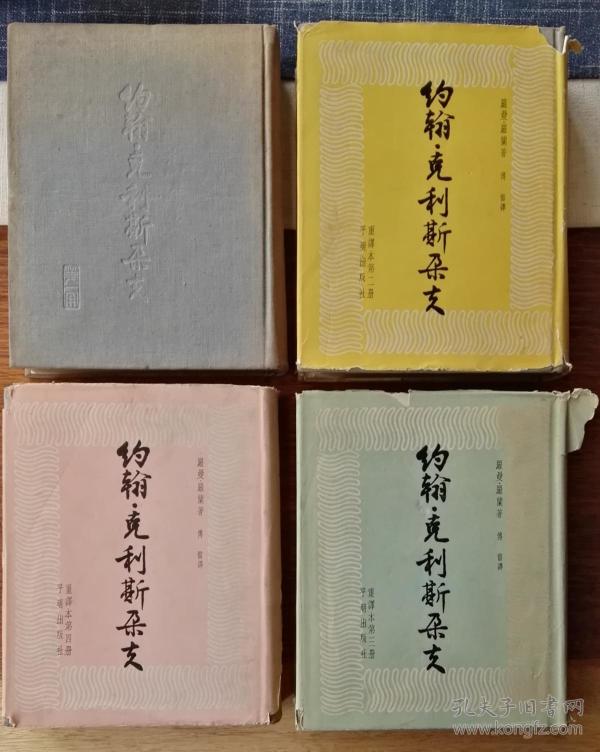 约翰·克利斯朵夫
羅曼·羅蘭著 傅雷譯
约翰·克利斯朵夫
重譯本第二册
平明出版社
羅曼·羅蘭著 傅雷譯
约翰·克利斯朵夫
重譯本第四册
平明出版社
羅曼·羅蘭著 傅雷譯
约翰·克利斯朵夫
重譯本第三册
平明出版社
孔夫子旧书网
www.kongfz.com